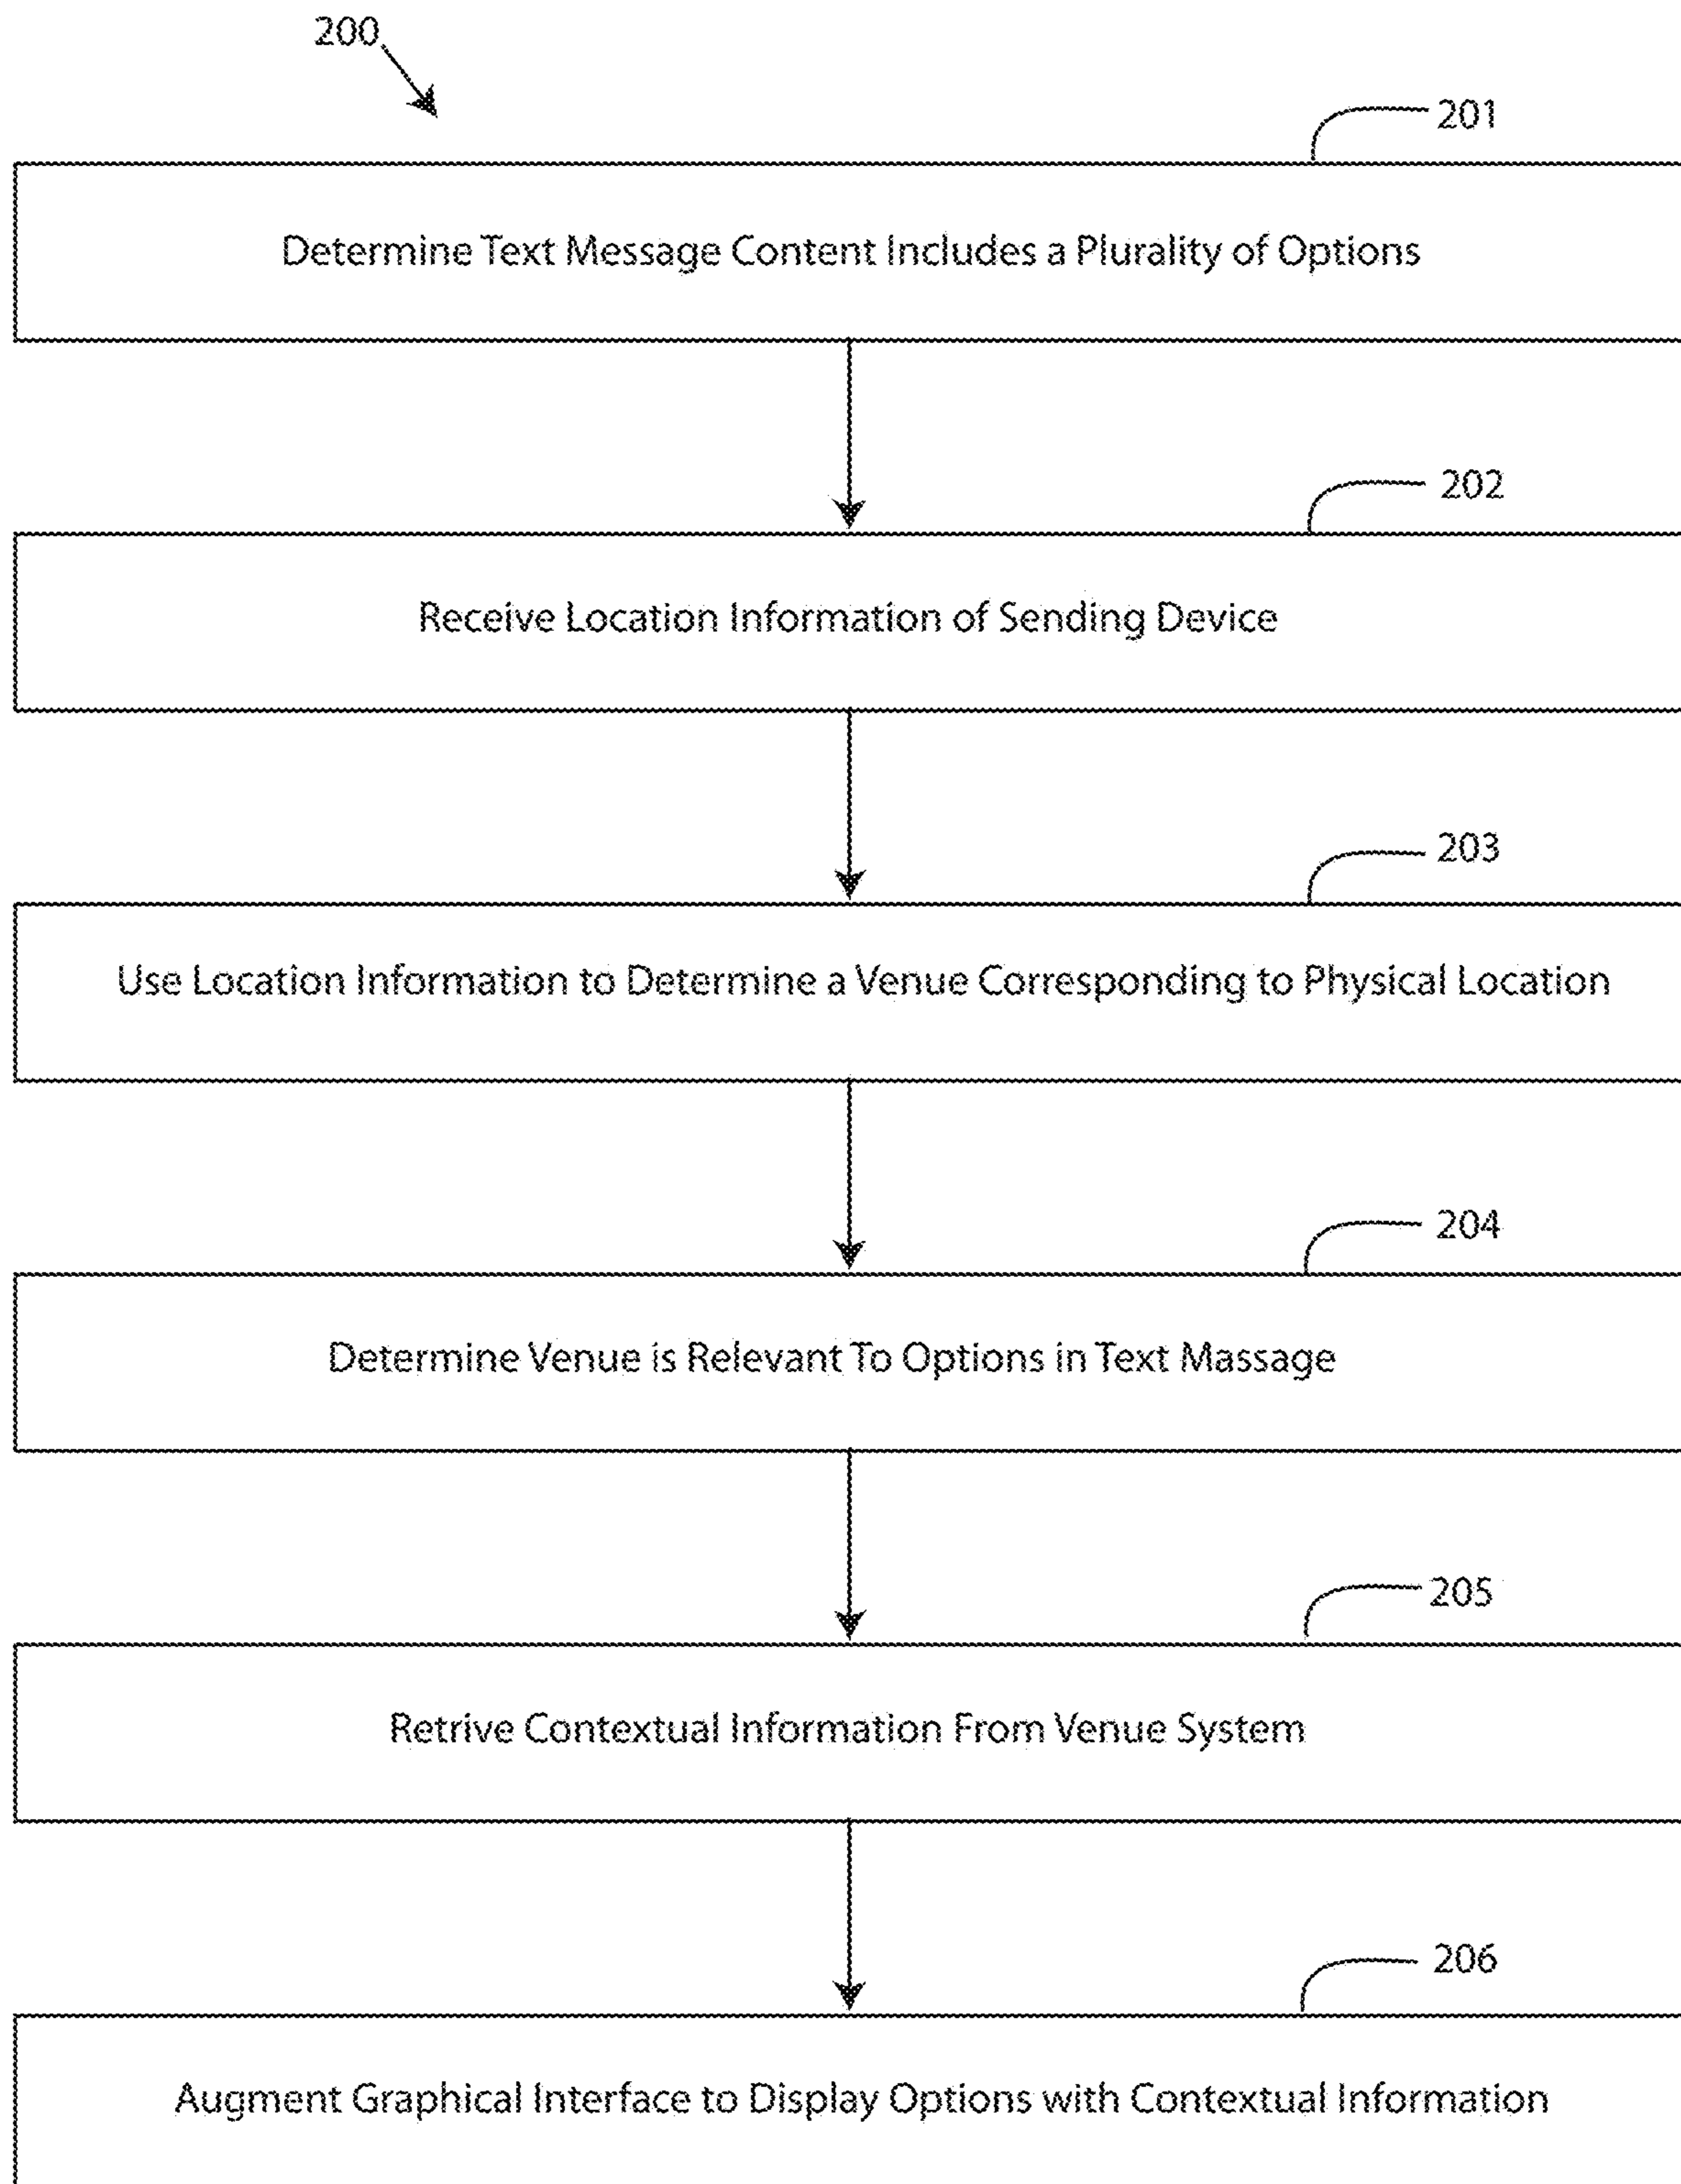 200
201
Determine Text Message Content Includes a Plurality of Options
202
Receive Location Information of Sending Device
203
Use Location Information to Determine a Venue Corresponding to Physical Location
204
Determine Venue is Relevant To Options in Text Massage
205
Retrive Contextual Information From Venue System
206
Augment Graphical Interface to Display Options with Contextual Information